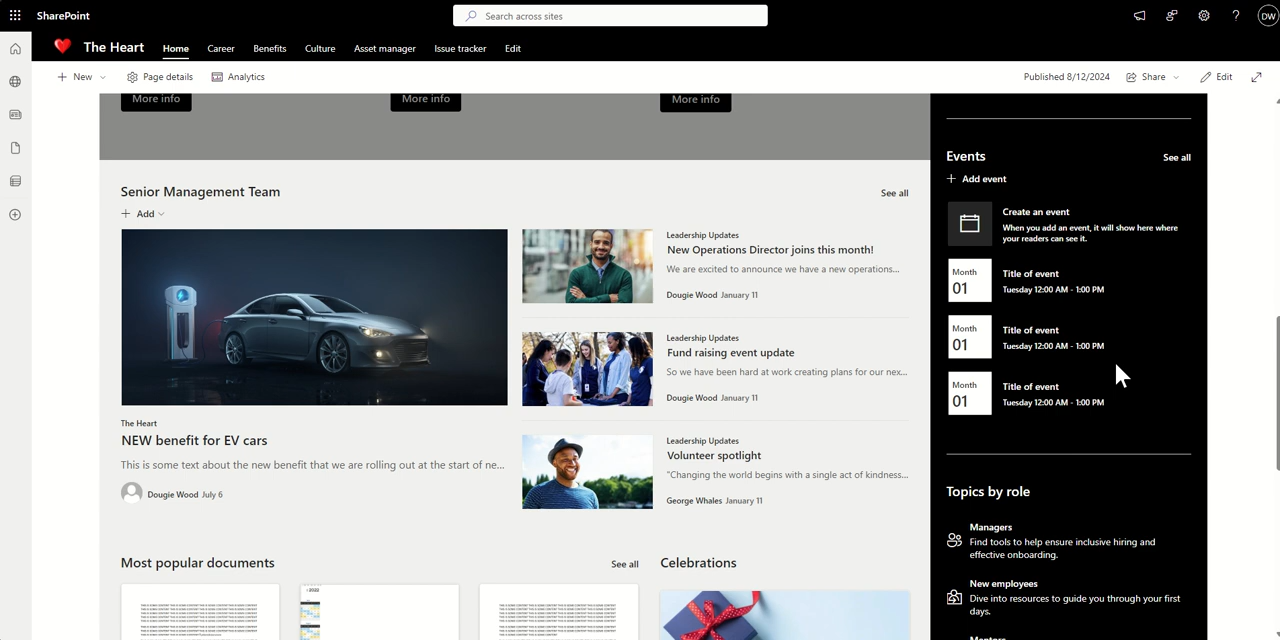 SharePoint
Search across sites
DW
The Heart
Home
Career
Benefits
Culture
Asset manager
Issue tracker
Edit
New
Page details
Analytics
Published 8/12/2024
Share
Edit
More info
More info
More info
Senior Management Team
See all
Add
The Heart
NEW benefit for EV cars
This is some text about the new benefit that we are rolling out at the start of ne...
Dougie Wood July 6
Leadership Updates
New Operations Director joins this month!
We are excited to announce we have a new operations...
Dougie Wood January 11
Leadership Updates
Fund raising event update
So we have been hard at work creating plans for our nex...
Dougie Wood January 11
Leadership Updates
Volunteer spotlight
"Changing the world begins with a single act of kindness...
George Whales January 11
Most popular documents
See all
Celebrations
Events
See all
Add event
Create an event
When you add an event, it will show here where
your readers can see it.
Month
01
Title of event
Tuesday 12:00 AM - 1:00 PM
Month
01
Title of event
Tuesday 12:00 AM - 1:00 PM
Month
01
Title of event
Tuesday 12:00 AM - 1:00 PM
Topics by role
Managers
Find tools to help ensure inclusive hiring and
effective onboarding.
New employees
Dive into resources to guide you through your first
days.